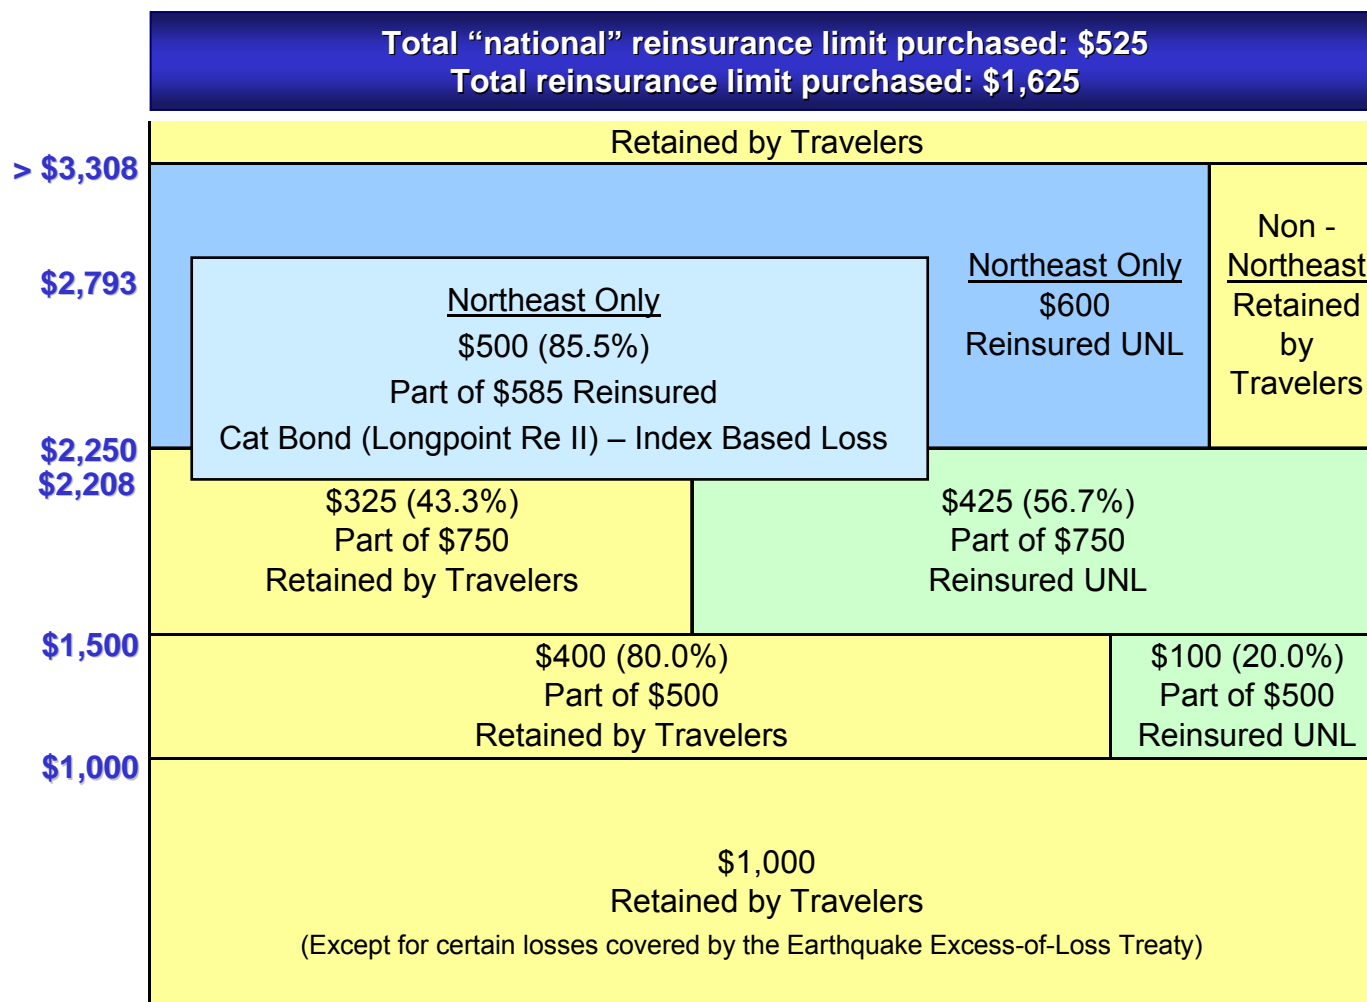 Total “national” reinsurance limit purchased: $525
Total reinsurance limit purchased: $1,625
Retained by Travelers
> $3,308
$2,793
$2,250
$2,208
$1,500
$1,000
Northeast Only
$500 (85.5%)
Part of $585 Reinsured
Cat Bond (Longpoint Re II) – Index Based Loss
Northeast Only
$600
Reinsured UNL
Non -
Northeast
Retained
by
Travelers
$325 (43.3%)
Part of $750
Retained by Travelers
$425 (56.7%)
Part of $750
Reinsured UNL
$400 (80.0%)
Part of $500
Retained by Travelers
$100 (20.0%)
Part of $500
Reinsured UNL
$1,000
Retained by Travelers
(Except for certain losses covered by the Earthquake Excess-of-Loss Treaty)